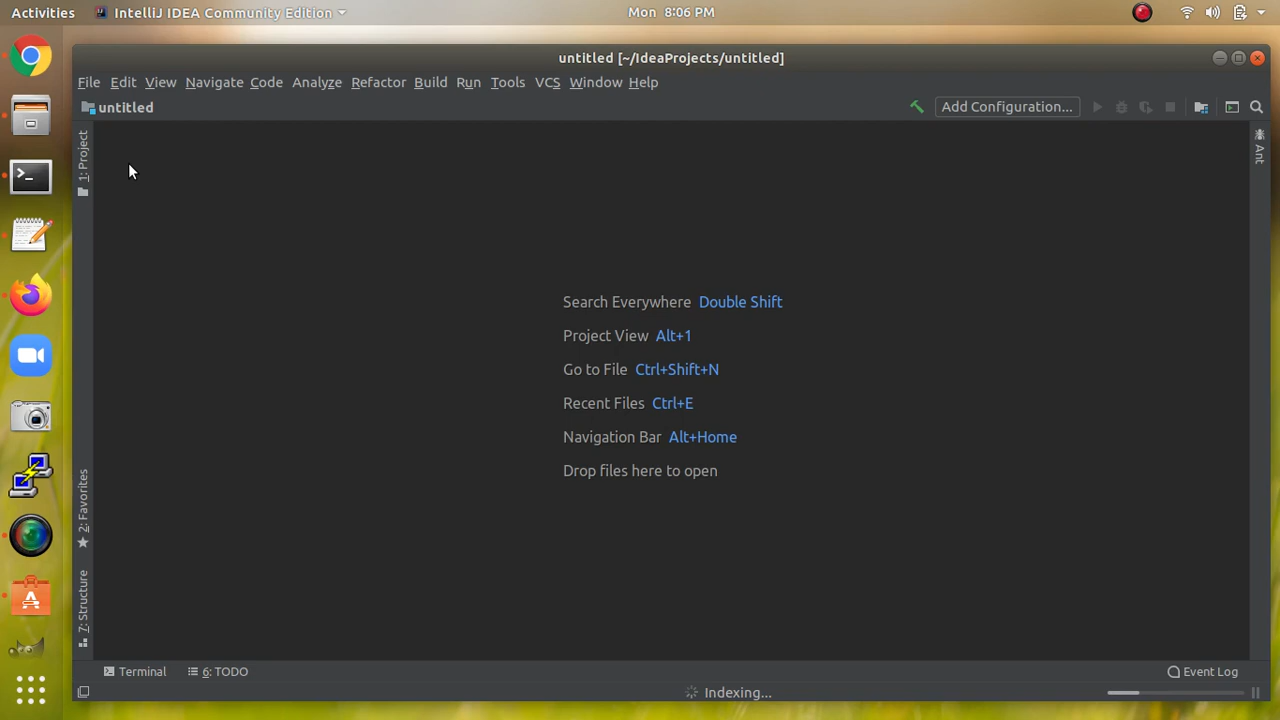 Activities IntelliJ IDEA Community Edition Mon 8:06 PM
untitled [~/IdeaProjects/untitled]
File Edit View Navigate Code Analyze Refactor Build Run Tools VCS Window Help
untitled Add Configuration...
1: Project
Ant
Search Everywhere Double Shift
Project View Alt+1
Go to File Ctrl+Shift+N
Recent Files Ctrl+E
Navigation Bar Alt+Home
Drop files here to open
2: Favorites
7: Structure
Terminal 6: TODO Event Log
Indexing...